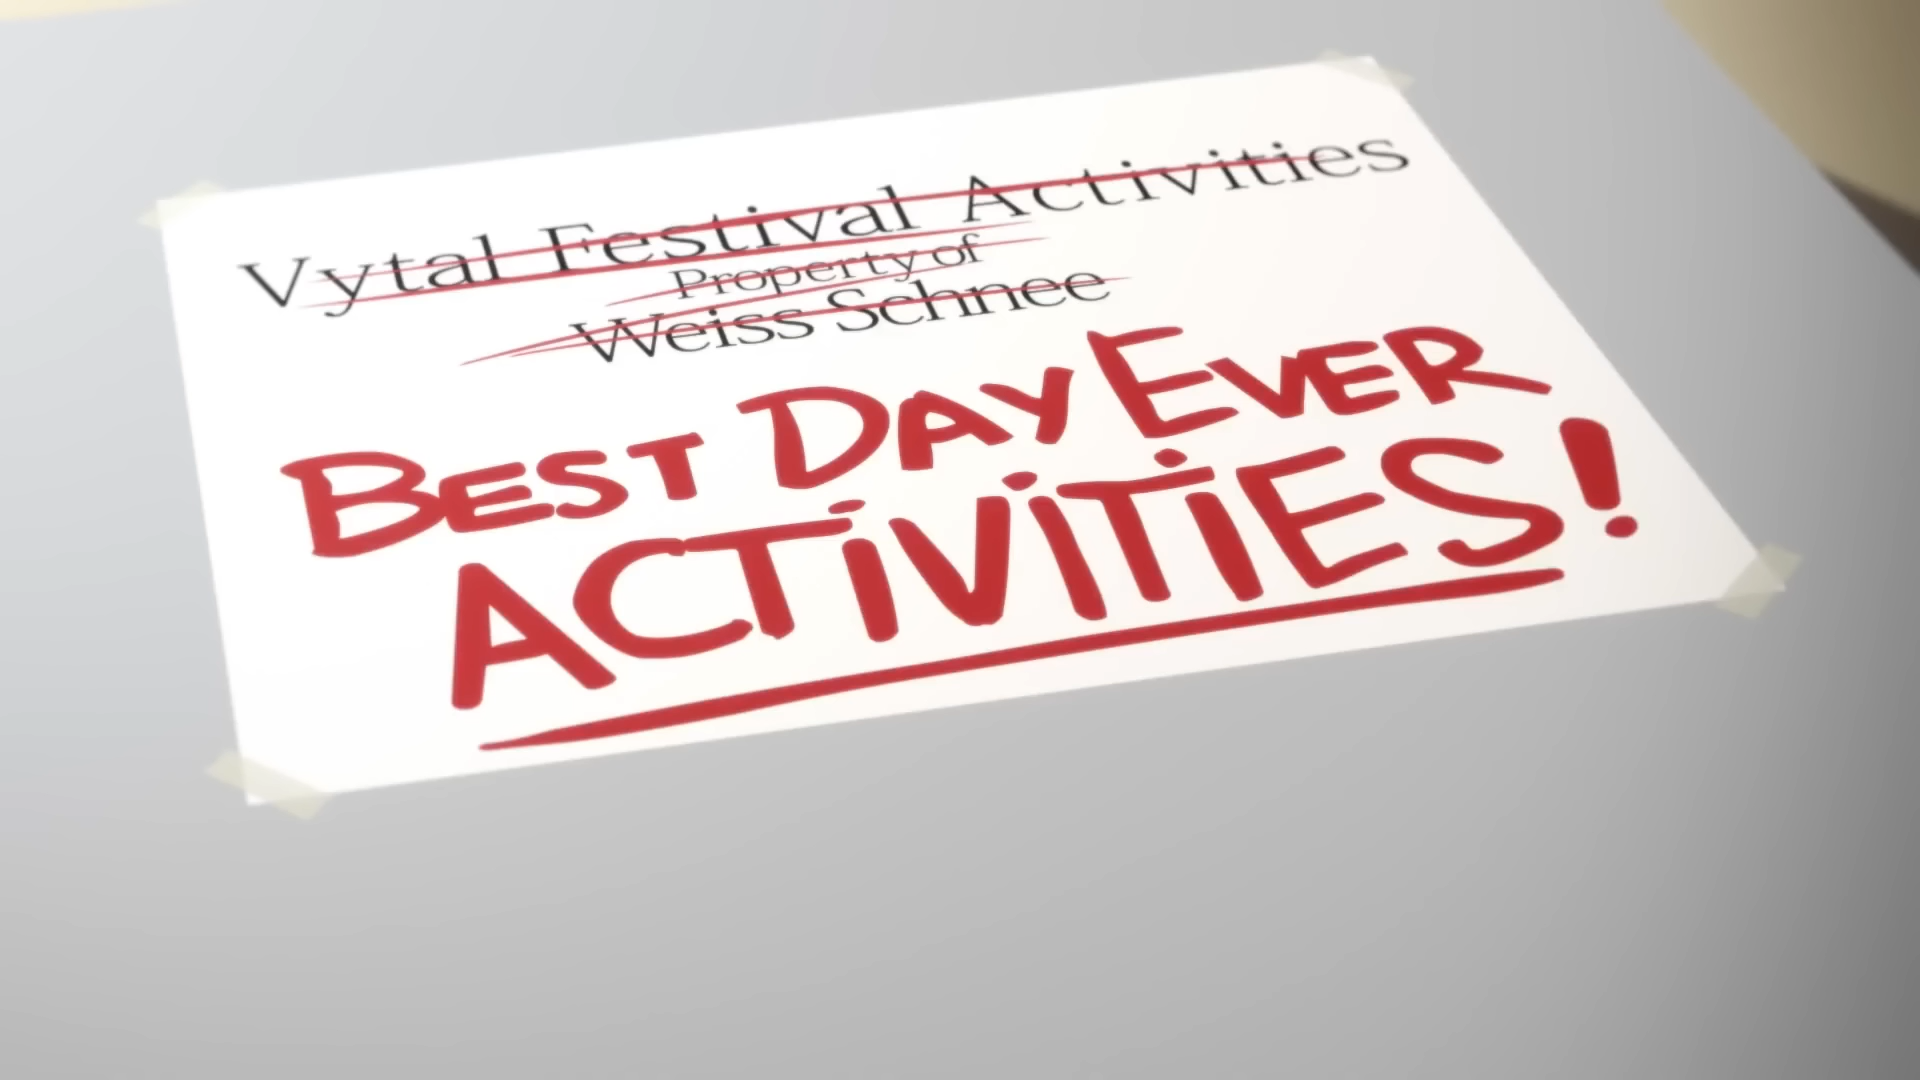 Vytal Festival Activities
Property of
Weiss Schnee
BEST DAY EVER
ACTiViTiES!